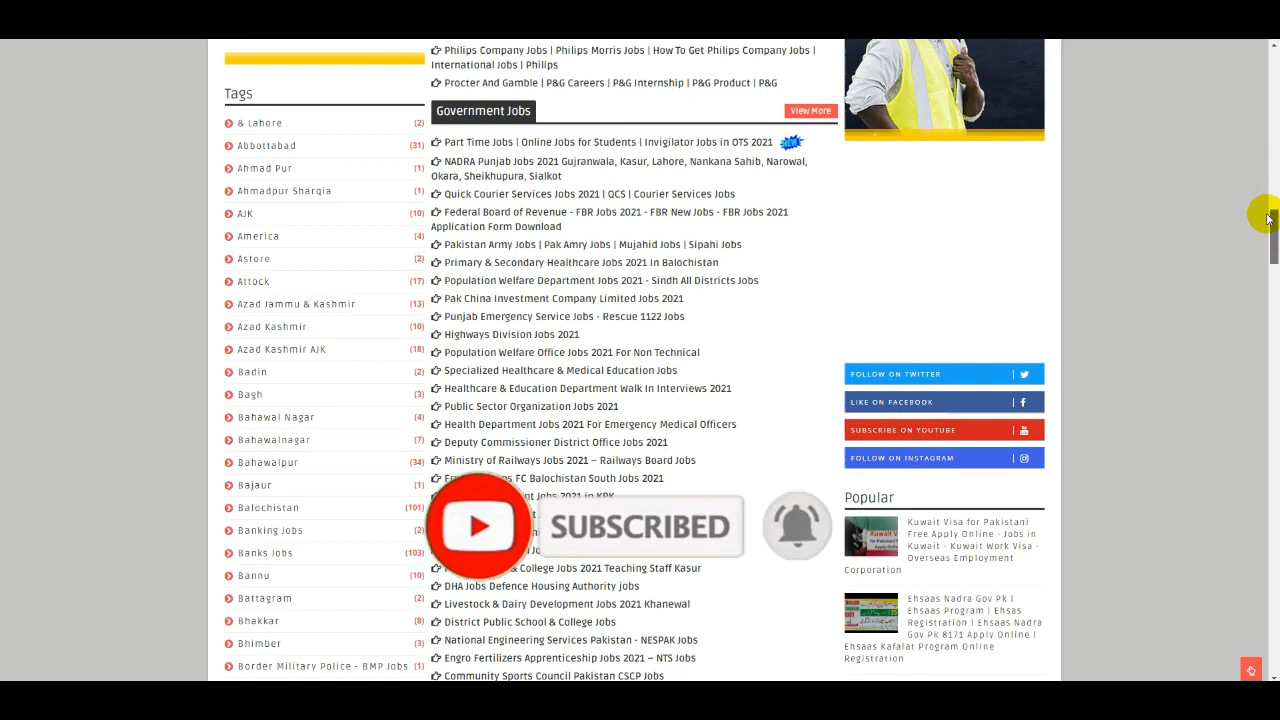 Philips Company Jobs | Philips Morris Jobs | How To Get Philips Company Jobs |
International Jobs | Philips
Procter And Gamble | P&G Careers | P&G Internship | P&G Product | P&G
Tags
& Lahore (2)
Abbottabad (31)
Ahmad Pur (1)
Ahmadpur Sharqia (1)
AJK (10)
America (4)
Astore (2)
Attock (17)
Azad Jammu & Kashmir (13)
Azad Kashmir (10)
Azad Kashmir AJK (18)
Badin (2)
Bagh (3)
Bahawal Nagar (4)
Bahawalnagar (7)
Bahawalpur (34)
Bajaur (1)
Balochistan (101)
Banking Jobs (2)
Banks Jobs (103)
Bannu (10)
Battagram (2)
Bhakkar (8)
Bhimber (3)
Border Military Police - BMP Jobs (1)
Government Jobs
View More
Part Time Jobs | Online Jobs for Students | Invigilator Jobs in OTS 2021 NEW
NADRA Punjab Jobs 2021 Gujranwala, Kasur, Lahore, Nankana Sahib, Narowal,
Okara, Sheikhupura, Sialkot
Quick Courier Services Jobs 2021 | QCS | Courier Services Jobs
Federal Board of Revenue - FBR Jobs 2021 - FBR New Jobs - FBR Jobs 2021
Application Form Download
Pakistan Army Jobs | Pak Amry Jobs | Mujahid Jobs | Sipahi Jobs
Primary & Secondary Healthcare Jobs 2021 In Balochistan
Population Welfare Department Jobs 2021 - Sindh All Districts Jobs
Pak China Investment Company Limited Jobs 2021
Punjab Emergency Service Jobs - Rescue 1122 Jobs
Highways Division Jobs 2021
Population Welfare Office Jobs 2021 For Non Technical
Specialized Healthcare & Medical Education Jobs
Healthcare & Education Department Walk In Interviews 2021
Public Sector Organization Jobs 2021
Health Department Jobs 2021 For Emergency Medical Officers
Deputy Commissioner District Office Jobs 2021
Ministry of Railways Jobs 2021 – Railways Board Jobs
FC Balochistan South Jobs 2021
Jobs 2021 in KPK
SUBSCRIBED
& College Jobs 2021 Teaching Staff Kasur
DHA Jobs Defence Housing Authority jobs
Livestock & Dairy Development Jobs 2021 Khanewal
District Public School & College Jobs
National Engineering Services Pakistan - NESPAK Jobs
Engro Fertilizers Apprenticeship Jobs 2021 – NTS Jobs
Community Sports Council Pakistan CSCP Jobs
FOLLOW ON TWITTER
LIKE ON FACEBOOK
SUBSCRIBE ON YOUTUBE
FOLLOW ON INSTAGRAM
Popular
Kuwait Visa for Pakistani
Free Apply Online - Jobs in
Kuwait - Kuwait Work Visa -
Overseas Employment
Corporation
Ehsaas Nadra Gov Pk |
Ehsaas Program | Ehsas
Registration | Ehsaas Nadra
Gov Pk 8171 Apply Online |
Ehsaas Kafalat Program Online
Registration